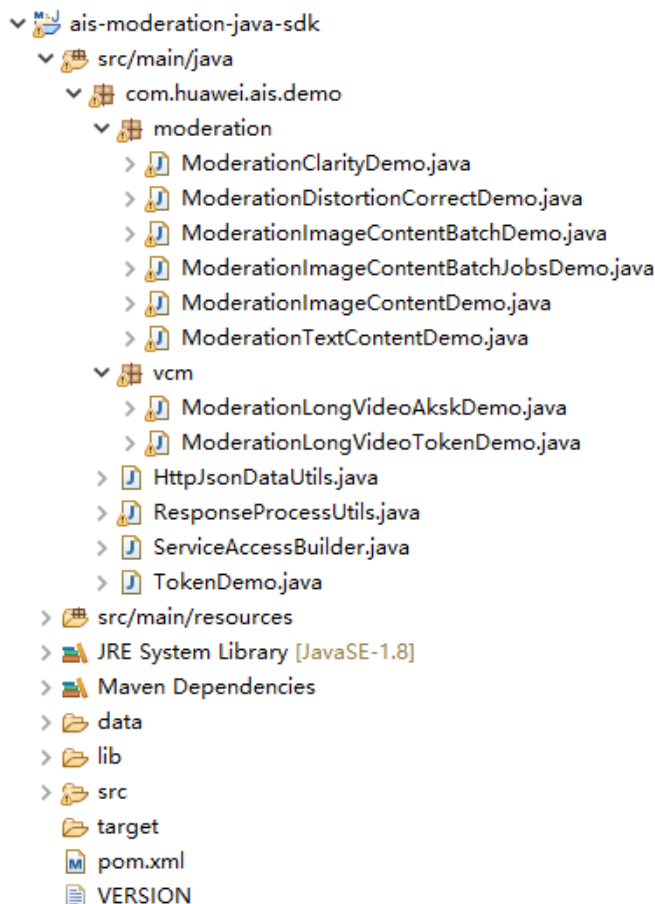 ais-moderation-java-sdk
src/main/java
com.huawei.ais.demo
moderation
ModerationClarityDemo.java
ModerationDistortionCorrectDemo.java
ModerationImageContentBatchDemo.java
ModerationImageContentBatchJobsDemo.java
ModerationImageContentDemo.java
ModerationTextContentDemo.java
vcm
ModerationLongVideoAkskDemo.java
ModerationLongVideoTokenDemo.java
HttpJsonDataUtils.java
ResponseProcessUtils.java
ServiceAccessBuilder.java
TokenDemo.java
src/main/resources
JRE System Library [JavaSE-1.8]
Maven Dependencies
data
lib
src
target
pom.xml
VERSION